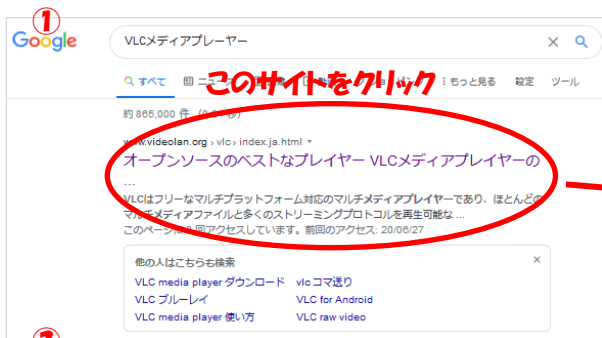 ①
Google
VLCメディアプレーヤー
このサイトをクリック
すべて もっと見る 設定 ツール
約 865,000 件
www.videolan.org › vlc › index.ja.html
オープンソースのベストなプレイヤー VLCメディアプレイヤーの
...
VLCはフリーなマルチプラットフォーム対応のマルチメディアプレイヤーであり、ほとんどの
マルチメディアファイルと多くのストリーミングプロトコルを再生可能な ...
このページに 回アクセスしています。前回のアクセス: 20/06/27
他の人はこちらも検索
VLC media player ダウンロード vlc コマ送り
VLC ブルーレイ VLC for Android
VLC media player 使い方 VLC raw video